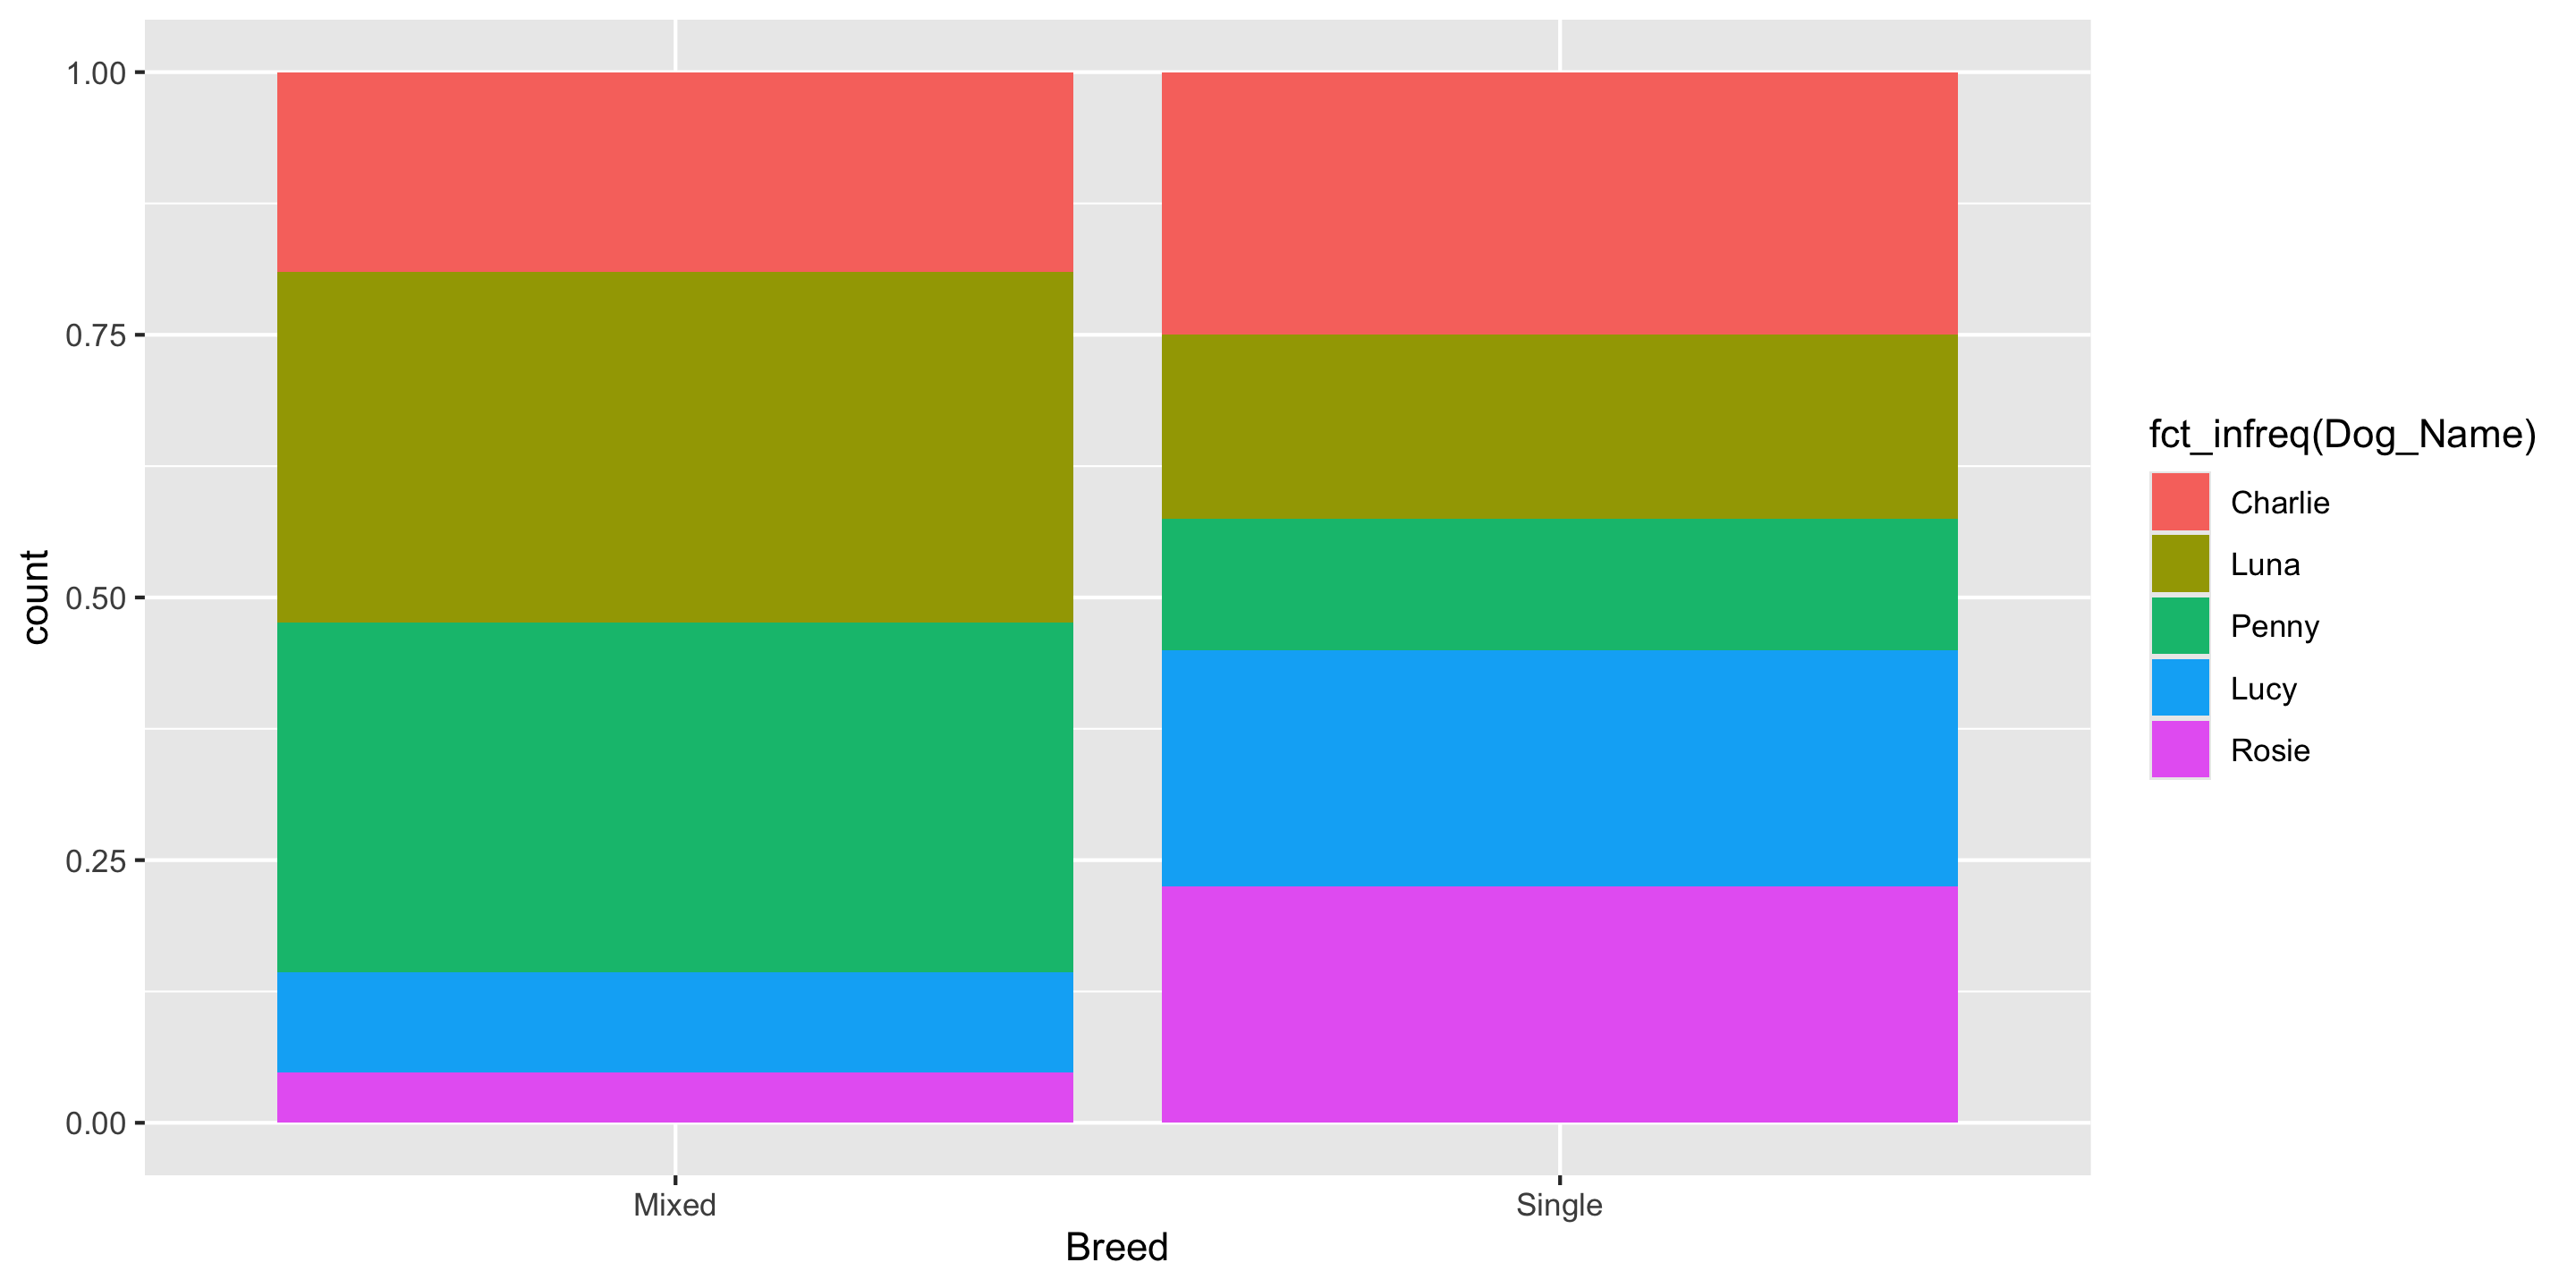 1.00
0.75
0.50
0.25
0.00
count
Mixed
Single
Breed
fct_infreq(Dog_Name)
Charlie
Luna
Penny
Lucy
Rosie